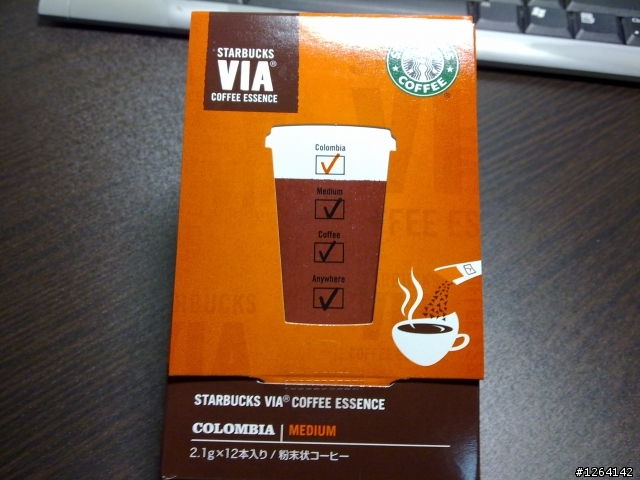 STARBUCKS
VIA®
COFFEE ESSENCE
COFFEE
Colombia
Medium
Coffee
Anywhere
STARBUCKS VIA® COFFEE ESSENCE
COLOMBIA | MEDIUM
2.1g×12本入り / 粉末状コーヒー
#1264142